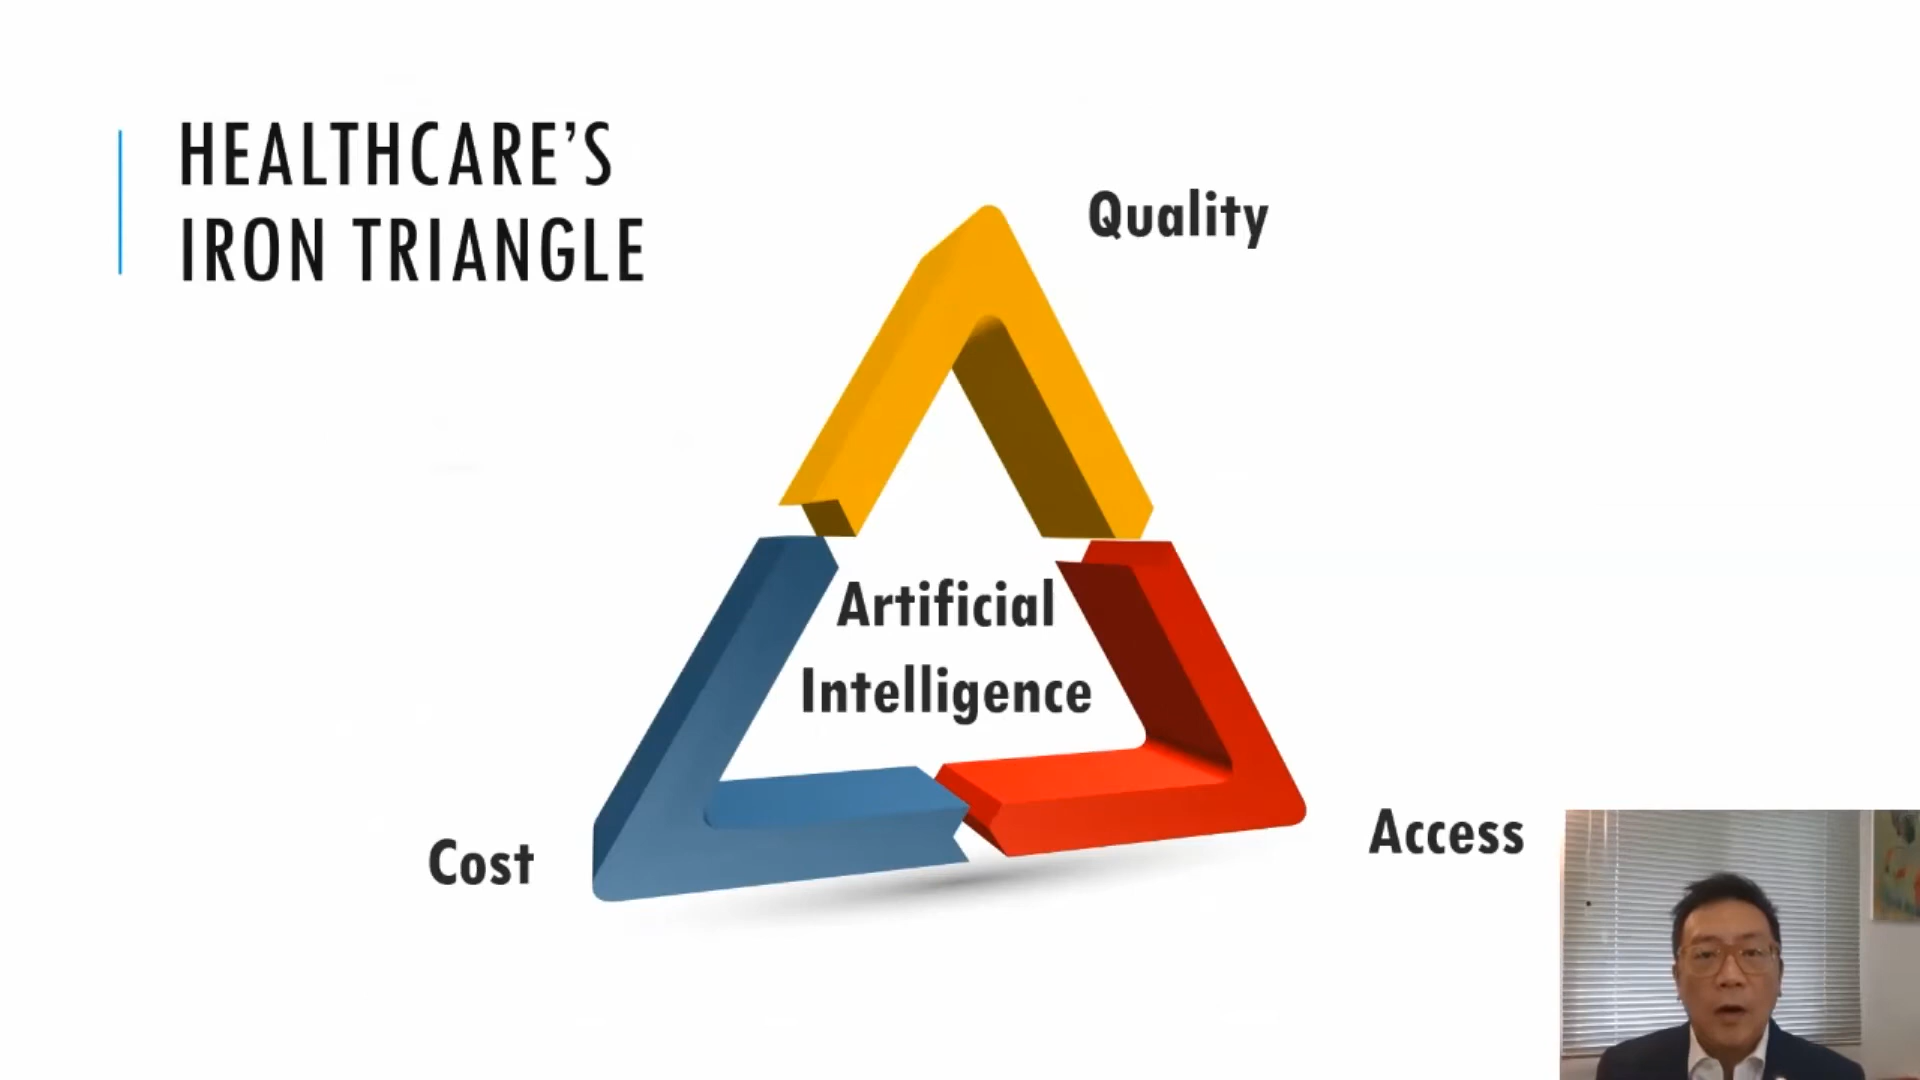 HEALTHCARE'S
IRON TRIANGLE
Quality
Artificial
Intelligence
Cost
Access